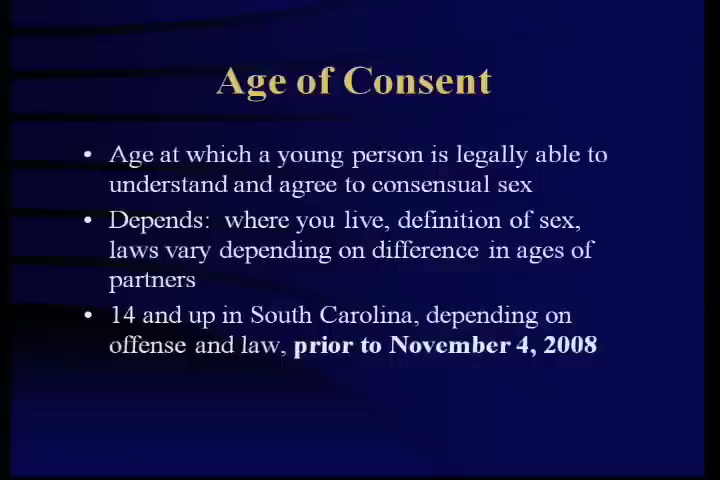 Age of Consent
• Age at which a young person is legally able to
understand and agree to consensual sex
• Depends: where you live, definition of sex,
laws vary depending on difference in ages of
partners
• 14 and up in South Carolina, depending on
offense and law, prior to November 4, 2008